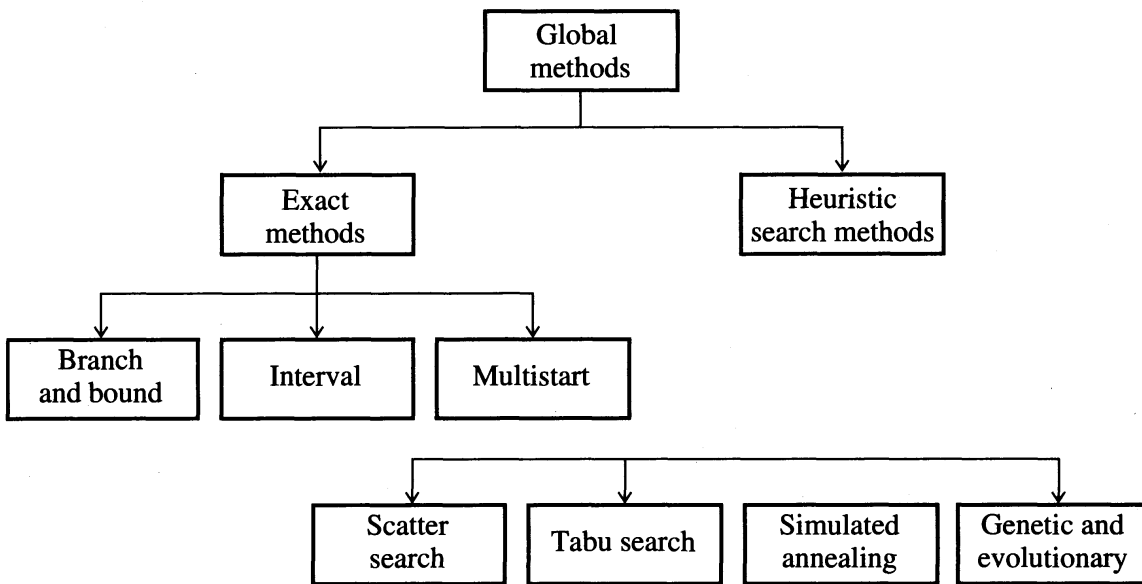 Global
methods
Exact
methods
Heuristic
search methods
Branch
and bound
Interval
Multistart
Scatter
search
Tabu search
Simulated
annealing
Genetic and
evolutionary